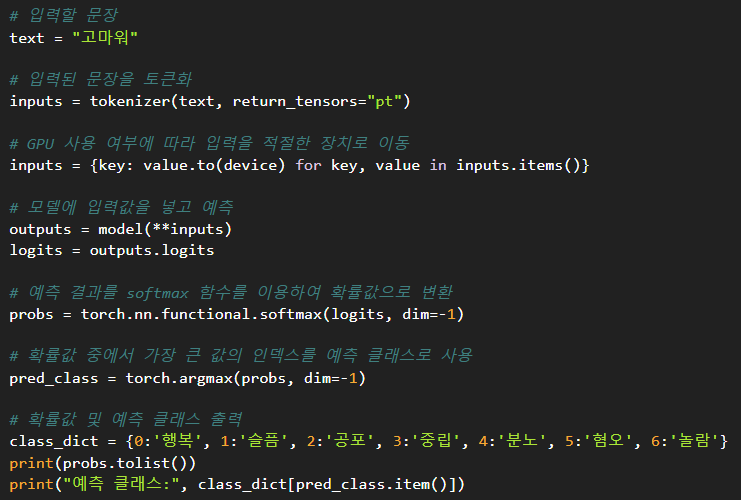 # 입력할 문장
text = "고마워"
# 입력된 문장을 토큰화
inputs = tokenizer(text, return_tensors="pt")
# GPU 사용 여부에 따라 입력을 적절한 장치로 이동
inputs = {key: value.to(device) for key, value in inputs.items()}
# 모델에 입력값을 넣고 예측
outputs = model(**inputs)
logits = outputs.logits
# 예측 결과를 softmax 함수를 이용하여 확률값으로 변환
probs = torch.nn.functional.softmax(logits, dim=-1)
# 확률값 중에서 가장 큰 값의 인덱스를 예측 클래스로 사용
pred_class = torch.argmax(probs, dim=-1)
# 확률값 및 예측 클래스 출력
class_dict = {0:'행복', 1:'슬픔', 2:'공포', 3:'중립', 4:'분노', 5:'혐오', 6:'놀람'}
print(probs.tolist())
print("예측 클래스:", class_dict[pred_class.item()])